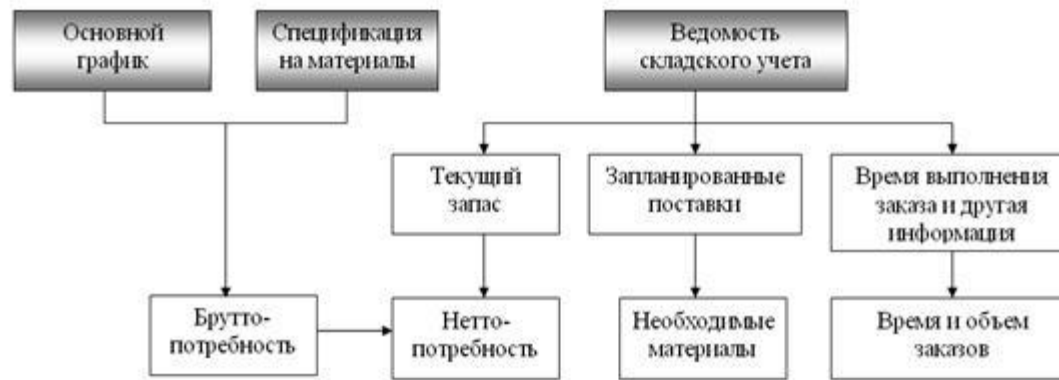 Основной
график
Спецификация
на материалы
Ведомость
складского учета
Текущий
запас
Запланированные
поставки
Время выполнения
заказа и другая
информация
Брутто-
потребность
Нетто-
потребность
Необходимые
материалы
Время и объем
заказов